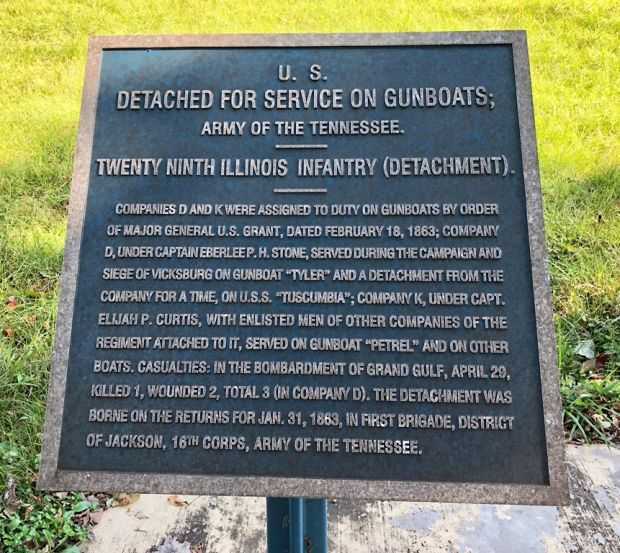 U. S.
DETACHED FOR SERVICE ON GUNBOATS;
ARMY OF THE TENNESSEE.
TWENTY NINTH ILLINOIS INFANTRY (DETACHMENT).
COMPANIES D AND K WERE ASSIGNED TO DUTY ON GUNBOATS BY ORDER
OF MAJOR GENERAL U.S. GRANT, DATED FEBRUARY 18, 1863; COMPANY
D, UNDER CAPTAIN EBERLEE P. H. STONE, SERVED DURING THE CAMPAIGN AND
SIEGE OF VICKSBURG ON GUNBOAT "TYLER" AND A DETACHMENT FROM THE
COMPANY FOR A TIME, ON U.S.S. "TUSCUMBIA"; COMPANY K, UNDER CAPT.
ELIJAH P. CURTIS, WITH ENLISTED MEN OF OTHER COMPANIES OF THE
REGIMENT ATTACHED TO IT, SERVED ON GUNBOAT "PETREL" AND ON OTHER
BOATS. CASUALTIES: IN THE BOMBARDMENT OF GRAND GULF, APRIL 29,
KILLED 1, WOUNDED 2, TOTAL 3 (IN COMPANY D). THE DETACHMENT WAS
BORNE ON THE RETURNS FOR JAN. 31, 1863, IN FIRST BRIGADE, DISTRICT
OF JACKSON, 16TH CORPS, ARMY OF THE TENNESSEE.